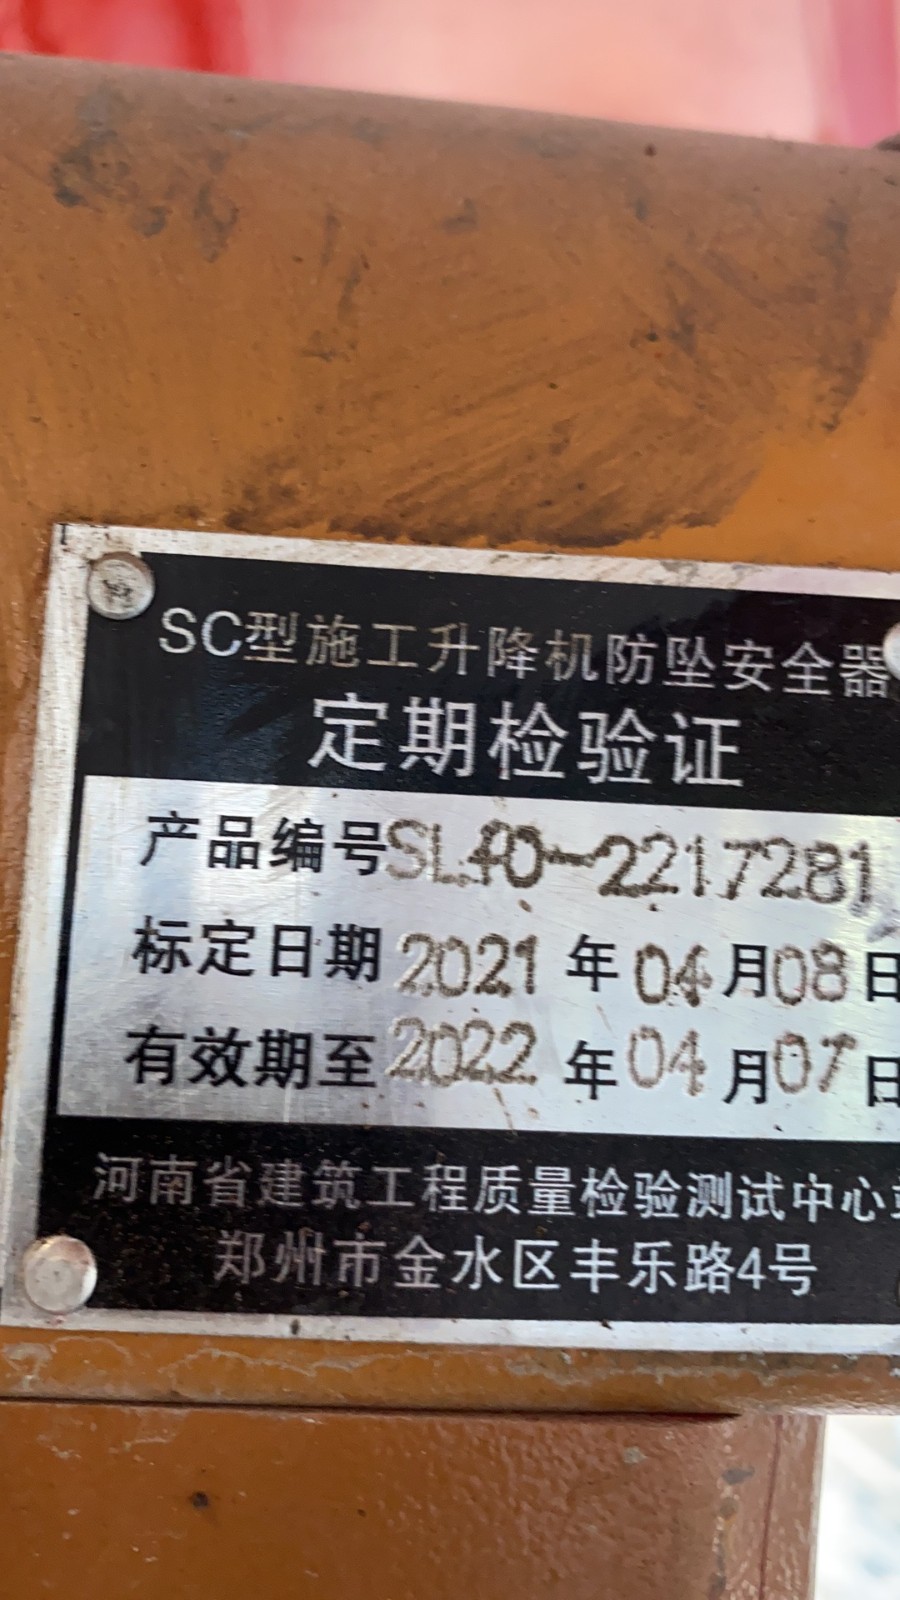 SC型施工升降机防坠安全器
定期检验证
产品编号SL40-2217281
标定日期2021年04月08日
有效期至2022年04月07日
河南省建筑工程质量检验测试中心
郑州市金水区丰乐路4号